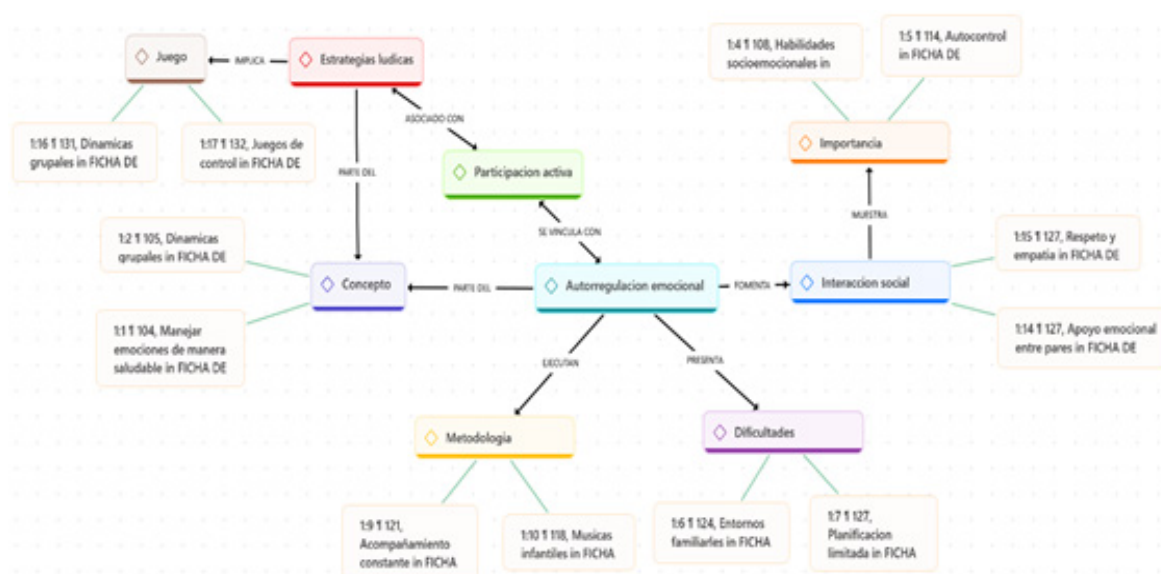 Juego
IMPLICA
Estrategias ludicas
1:4 ¶ 108, Habilidades
socioemocionales in
1:5 ¶ 114, Autocontrol
in FICHA DE
ASOCIADO CON
1:16 ¶ 131, Dinamicas
grupales in FICHA DE
1:17 ¶ 132, Juegos de
control in FICHA DE
Importancia
PARTE DEL
Participacion activa
MUESTRA
1:2 ¶ 105, Dinamicas
grupales in FICHA DE
SE VINCULA CON
1:15 ¶ 127, Respeto y
empatia in FICHA DE
Concepto
PARTE DEL
Autorregulacion emocional
FOMENTA
Interaccion social
1:1 ¶ 104, Manejar
emociones de manera
saludable in FICHA DE
1:14 ¶ 127, Apoyo emocional
entre pares in FICHA DE
EJECUTAN
PRESENTA
Metodologia
Dificultades
1:9 ¶ 121,
Acompañamiento
constante in FICHA
1:10 ¶ 118, Musicas
infantiles in FICHA
1:6 ¶ 124, Entornos
familiarles in FICHA
1:7 ¶ 127,
Planificacion
limitada in FICHA